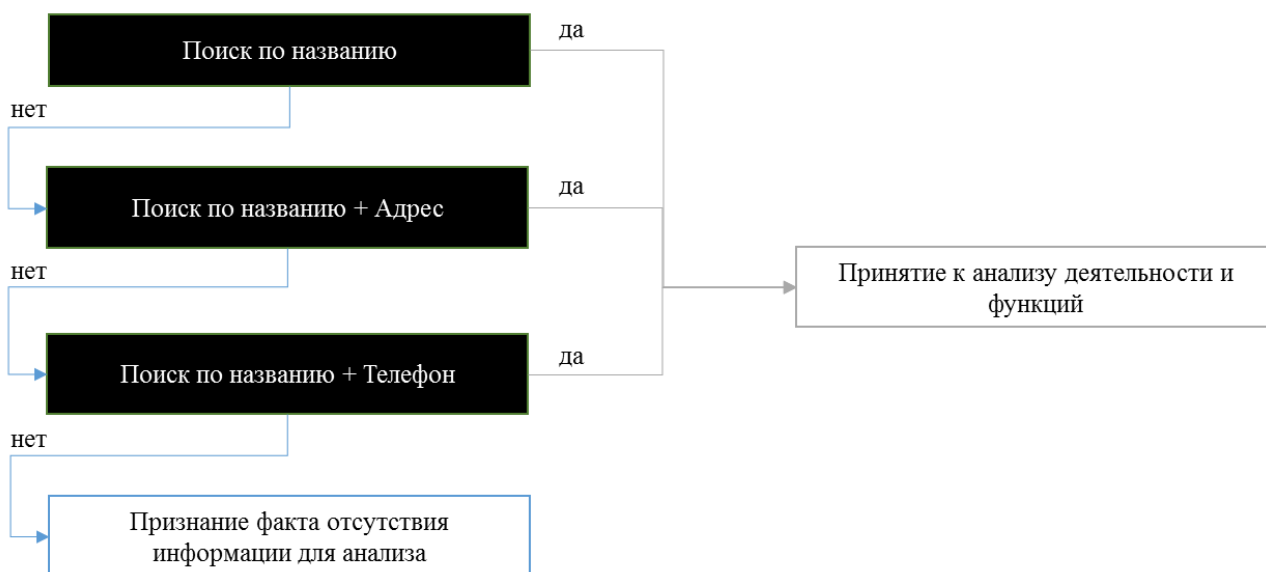 Поиск по названию
да
нет
Поиск по названию + Адрес
да
Принятие к анализу деятельности и
функций
нет
Поиск по названию + Телефон
да
нет
Признание факта отсутствия
информации для анализа